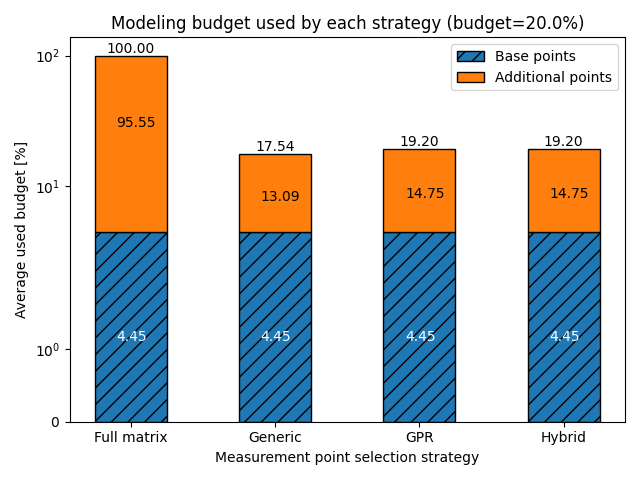 Modeling budget used by each strategy (budget=20.0%)
Base points
Additional points
Average used budget [%]
10²
10¹
10⁰
0
100.00
95.55
4.45
17.54
13.09
4.45
19.20
14.75
4.45
19.20
14.75
4.45
Full matrix
Generic
GPR
Hybrid
Measurement point selection strategy